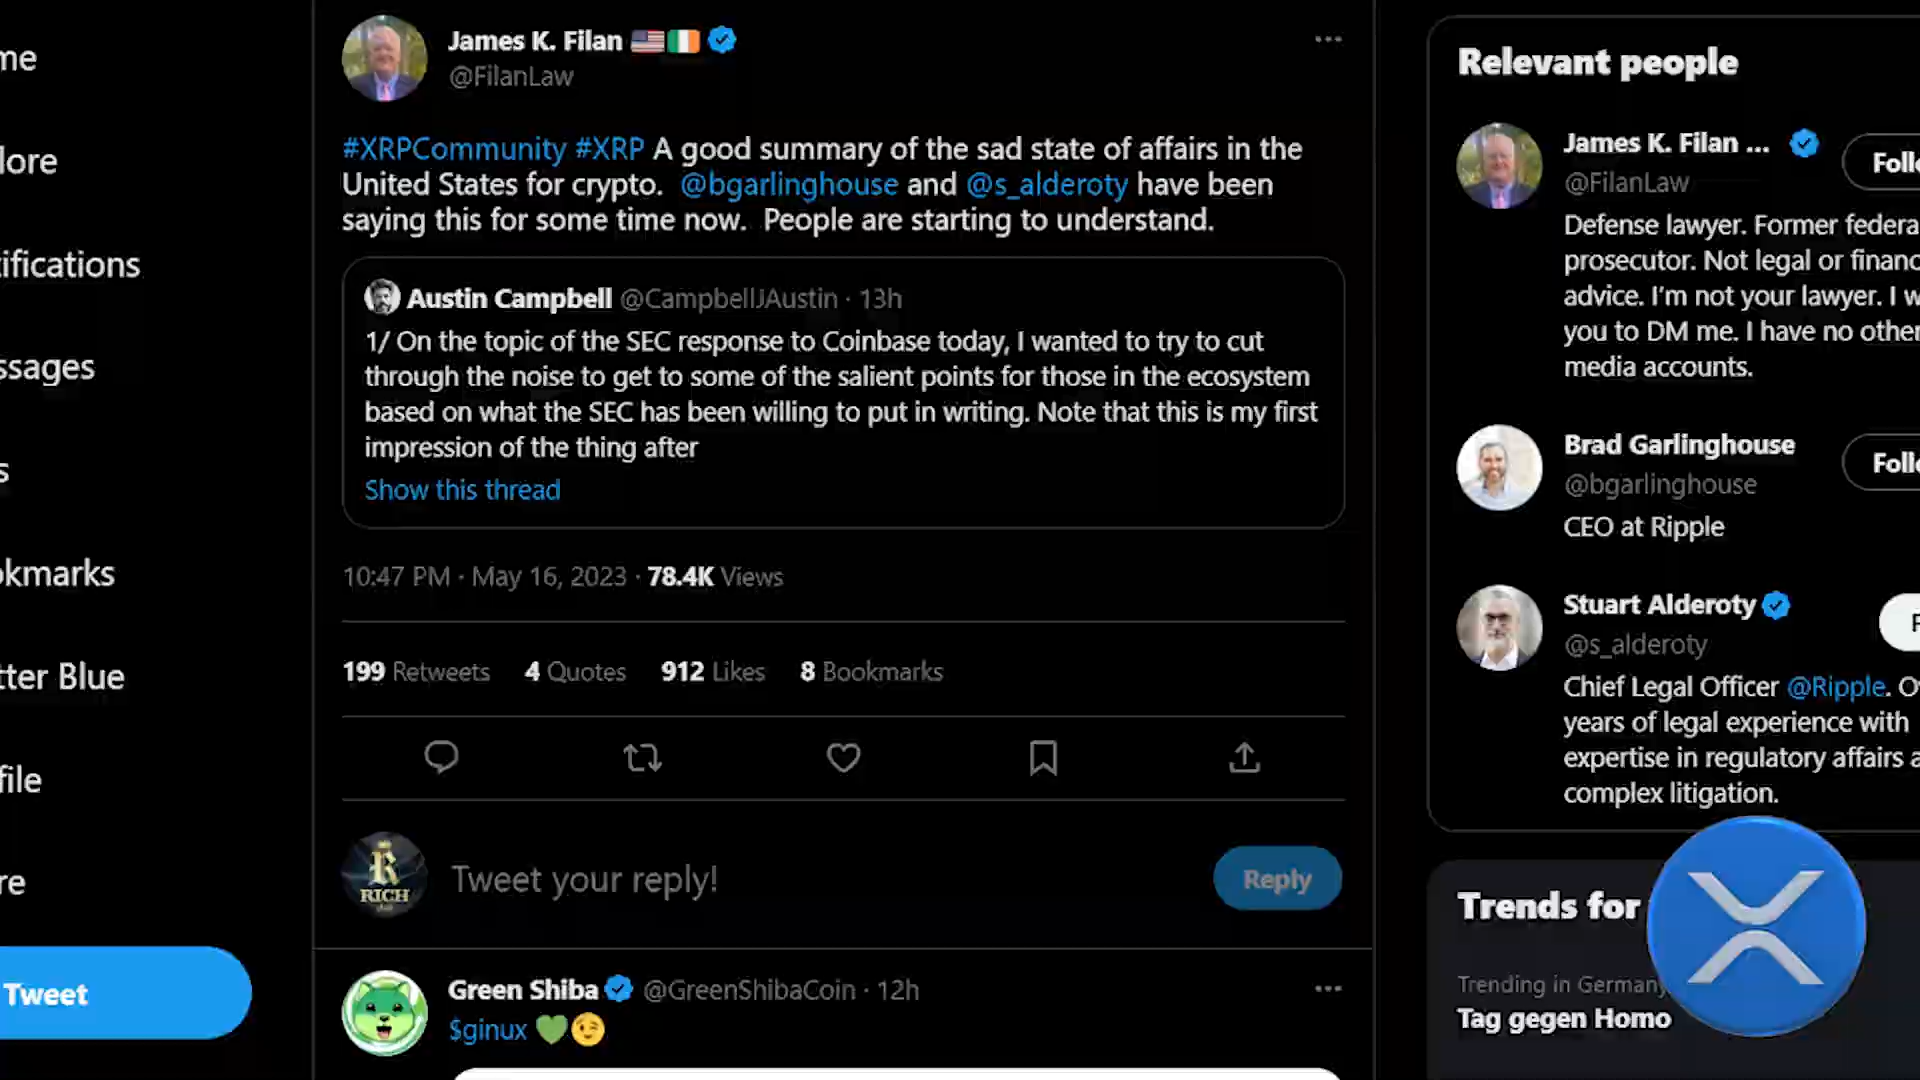 me
lore
tifications
ssages
s
okmarks
tter Blue
file
re
Tweet
James K. Filan
@FilanLaw
#XRPCommunity #XRP A good summary of the sad state of affairs in the
United States for crypto. @bgarlinghouse and @s_alderoty have been
saying this for some time now. People are starting to understand.
Austin Campbell @CampbellJAustin · 13h
1/ On the topic of the SEC response to Coinbase today, I wanted to try to cut
through the noise to get to some of the salient points for those in the ecosystem
based on what the SEC has been willing to put in writing. Note that this is my first
impression of the thing after
Show this thread
10:47 PM · May 16, 2023 · 78.4K Views
199 Retweets 4 Quotes 912 Likes 8 Bookmarks
R
RICH
Tweet your reply!
Reply
Green Shiba @GreenShibaCoin · 12h
$ginux 💚😉
Relevant people
James K. Filan ...
@FilanLaw
Follo
Defense lawyer. Former federa
prosecutor. Not legal or financ
advice. I'm not your lawyer. I w
you to DM me. I have no other
media accounts.
Brad Garlinghouse
@bgarlinghouse
Follo
CEO at Ripple
Stuart Alderoty
@s_alderoty
F
Chief Legal Officer @Ripple. Ov
years of legal experience with
expertise in regulatory affairs a
complex litigation.
Trends for
Trending in Germany
Tag gegen Homo